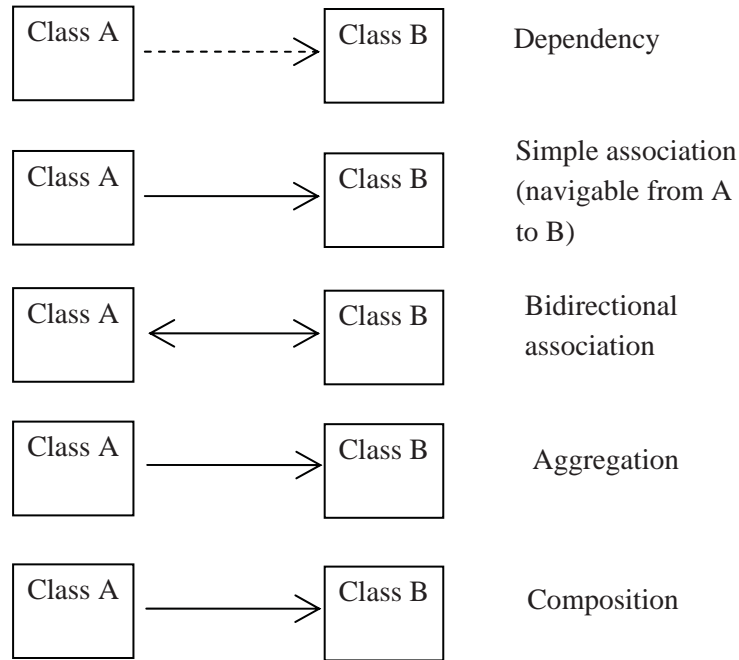 Class A
Class B
Dependency
Class A
Class B
Simple association
(navigable from A
to B)
Class A
Class B
Bidirectional
association
Class A
Class B
Aggregation
Class A
Class B
Composition